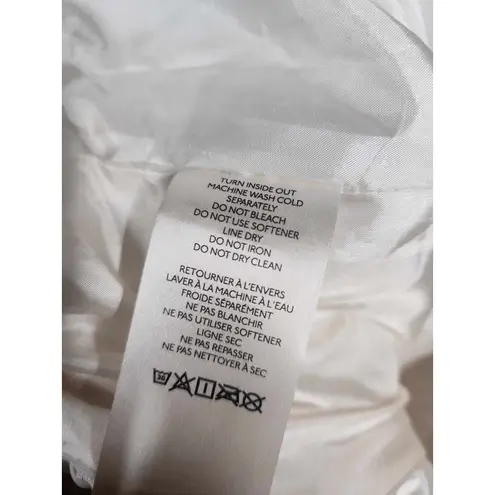 TURN INSIDE OUT
MACHINE WASH COLD
SEPARATELY
DO NOT BLEACH
DO NOT USE SOFTENER
LINE DRY
DO NOT IRON
DO NOT DRY CLEAN
RETOURNER À L'ENVERS
LAVER À LA MACHINE À L'EAU
FROIDE SÉPARÉMENT
NE PAS BLANCHIR
NE PAS UTILISER SOFTENER
LIGNE SEC
NE PAS REPASSER
NE PAS NETTOYER À SEC
30